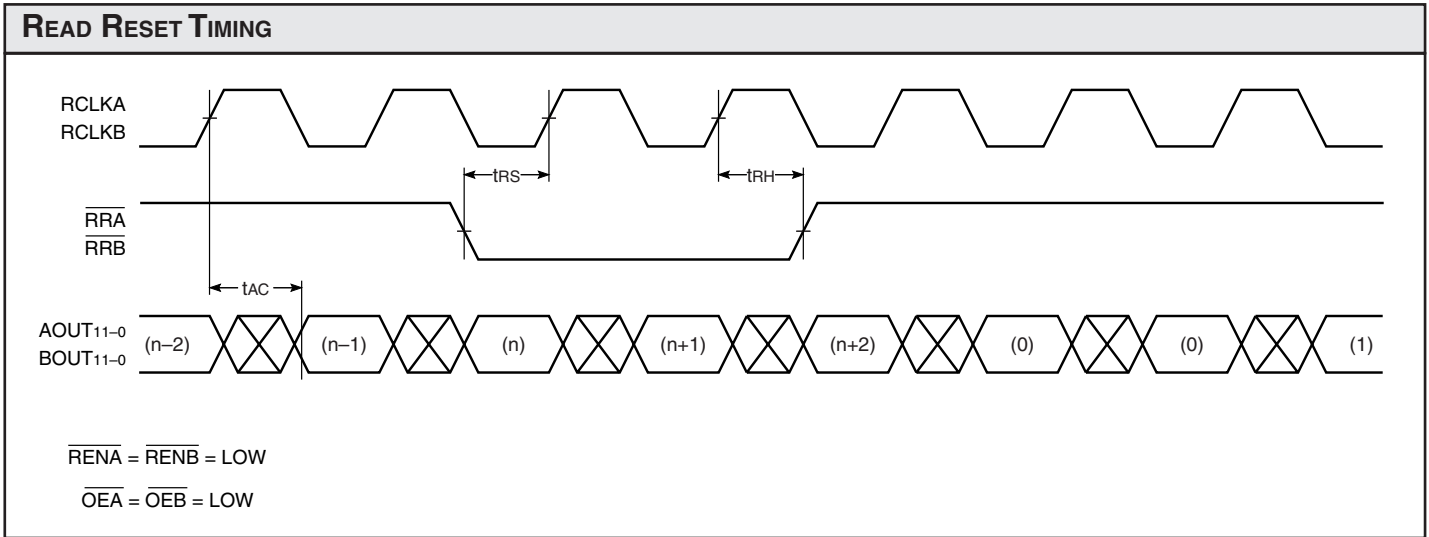 READ RESET TIMING
RCLKA
RCLKB
tRS
tRH
RRA
RRB
tAC
AOUT11–0
BOUT11–0
(n–2) (n–1) (n) (n+1) (n+2) (0) (0) (1)
RENA = RENB = LOW
OEA = OEB = LOW